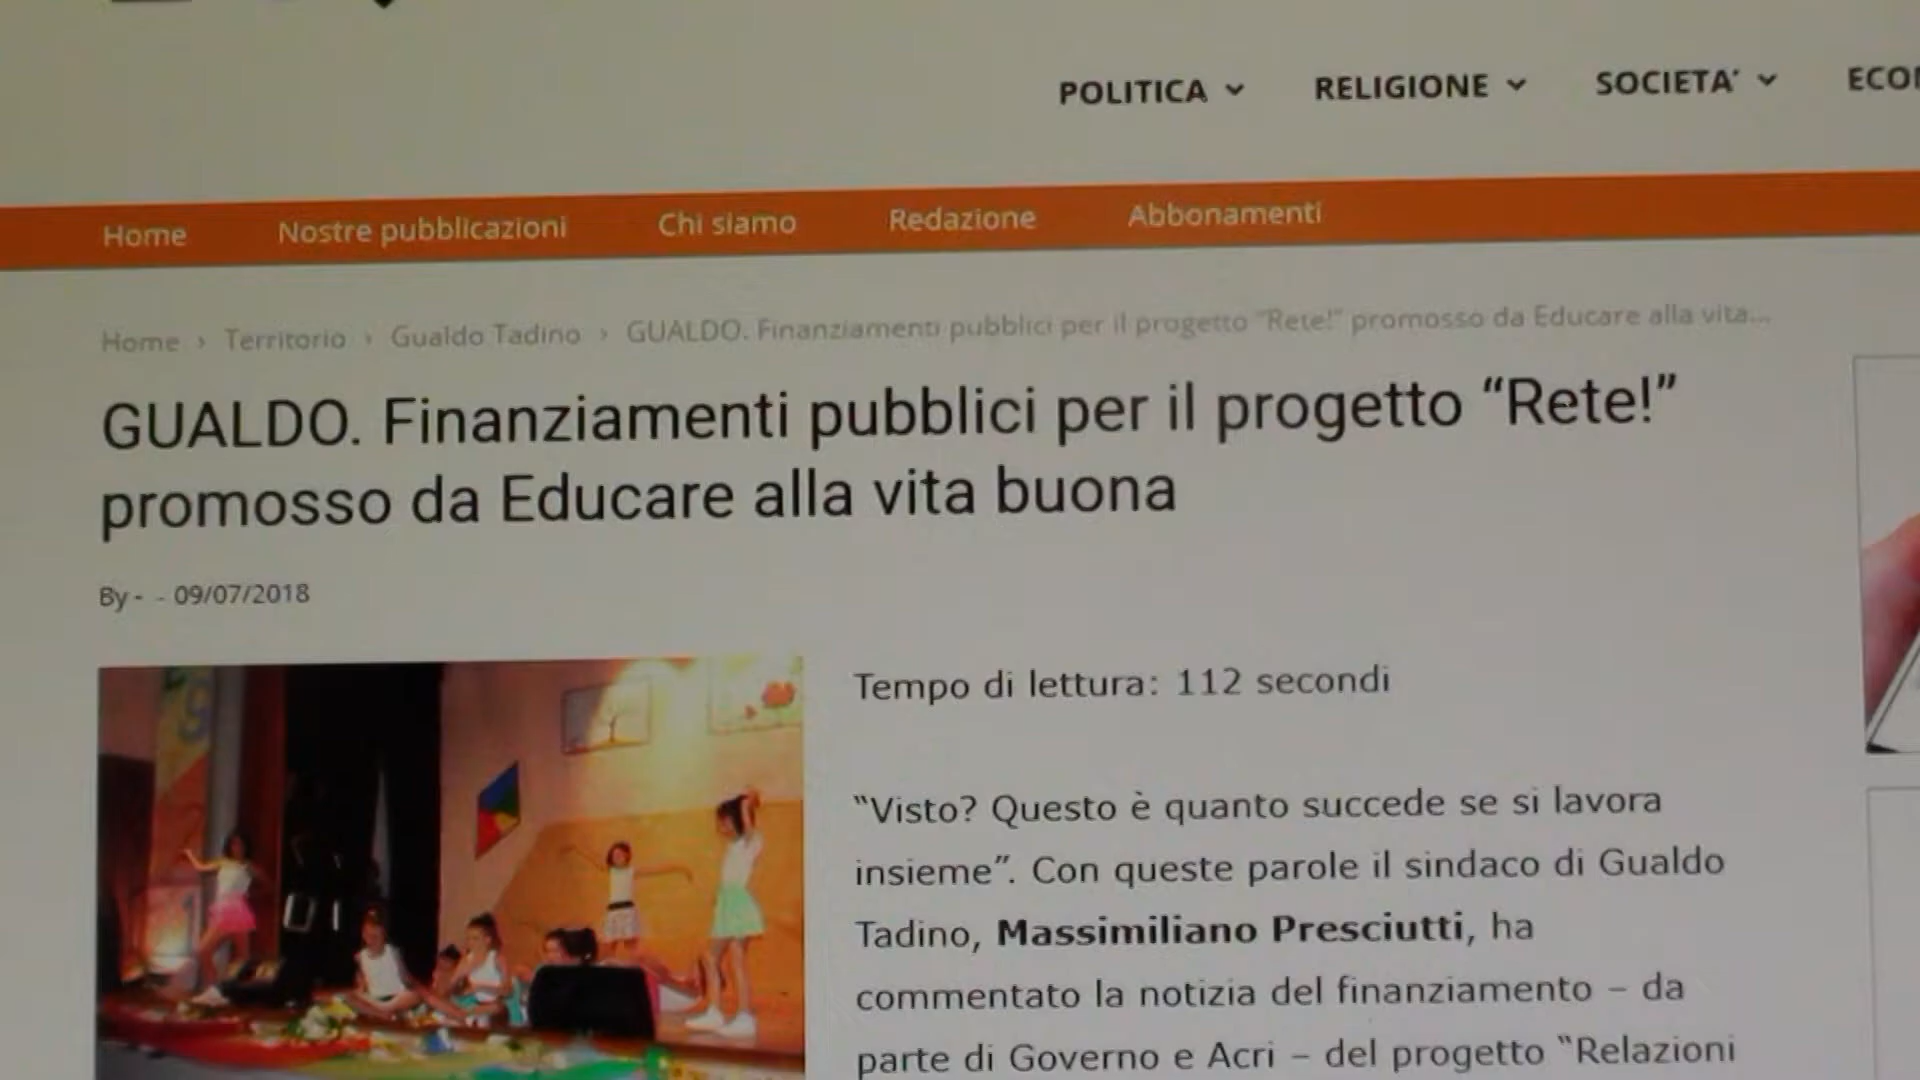 POLITICA RELIGIONE SOCIETA'
Home Nostre pubblicazioni Chi siamo Redazione Abbonamenti
Home › Territorio › Gualdo Tadino › GUALDO. Finanziamenti pubblici per il progetto "Rete!" promosso da Educare alla vita...
GUALDO. Finanziamenti pubblici per il progetto “Rete!”
promosso da Educare alla vita buona
By - - 09/07/2018
Tempo di lettura: 112 secondi
“Visto? Questo è quanto succede se si lavora
insieme”. Con queste parole il sindaco di Gualdo
Tadino, Massimiliano Presciutti, ha
commentato la notizia del finanziamento – da
parte di Governo e Acri – del progetto “Relazioni